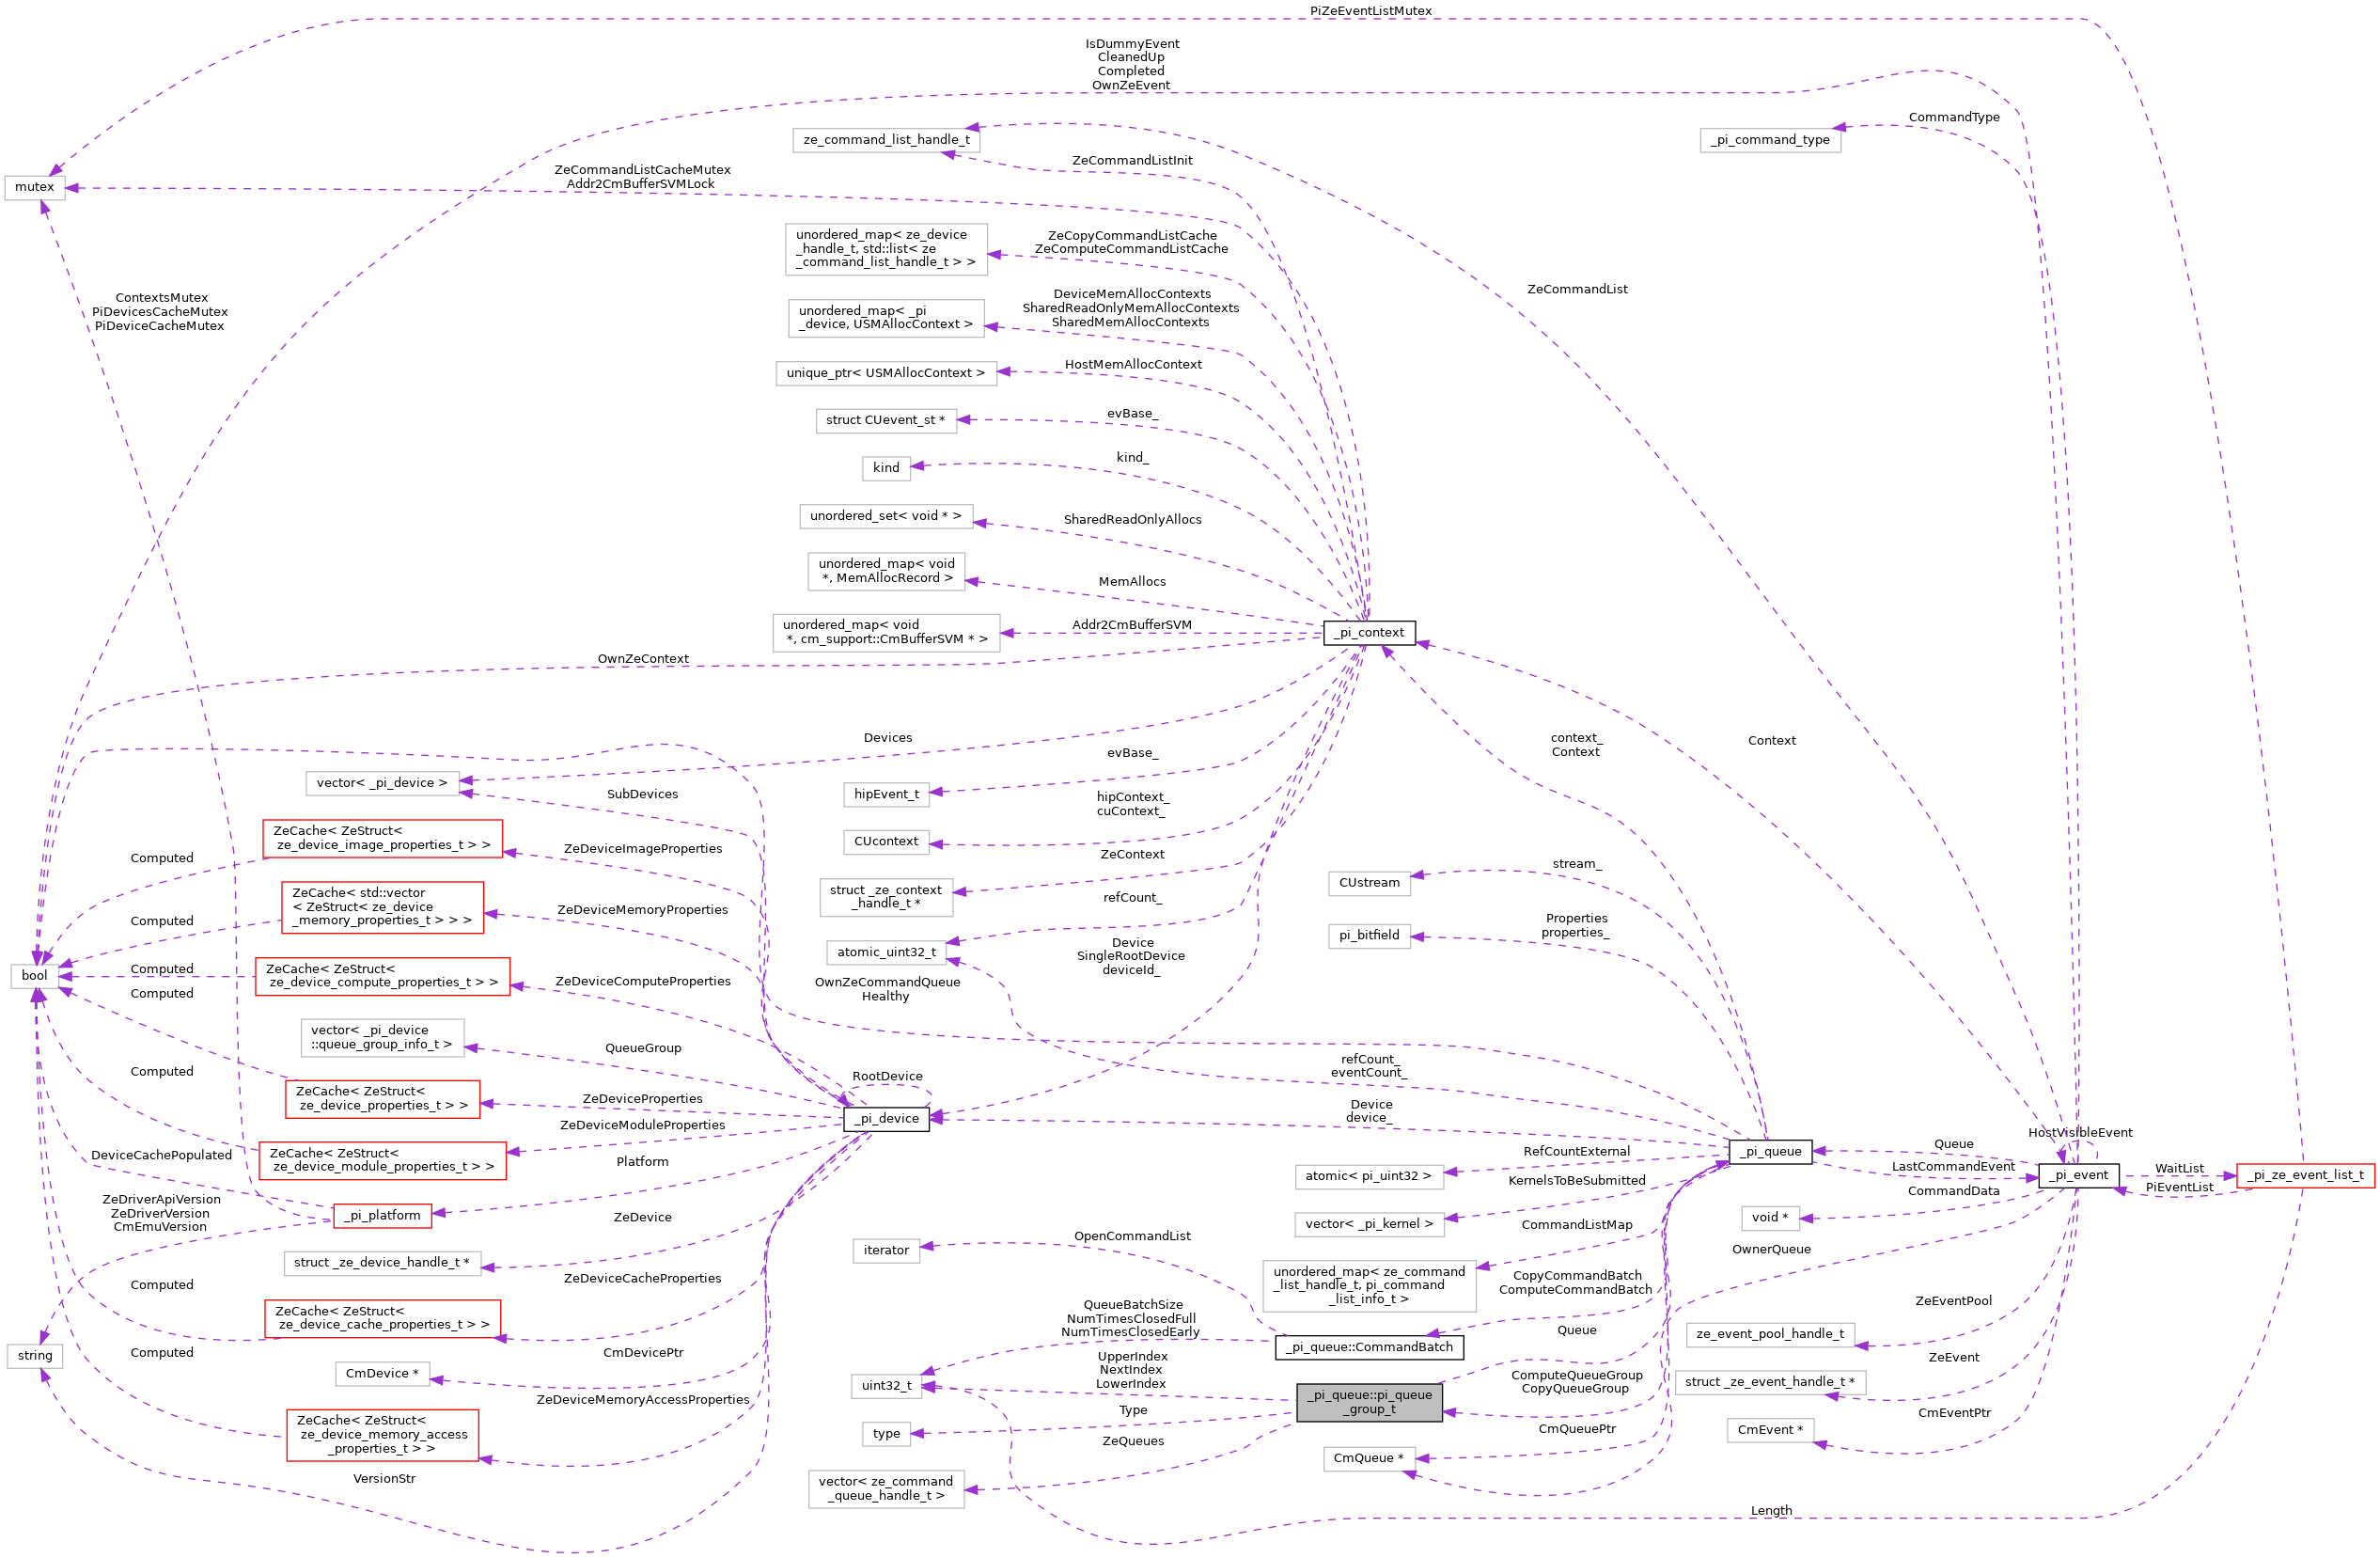 PiZeEventListMutex
IsDummyEvent
CleanedUp
Completed
OwnZeEvent
CommandType
ze_command_list_handle_t
_pi_command_type
ZeCommandListInit
ZeCommandListCacheMutex
Addr2CmBufferSVMLock
mutex
unordered_map< ze_device
_handle_t, std::list< ze
_command_list_handle_t > >
ZeCopyCommandListCache
ZeComputeCommandListCache
ZeCommandList
ContextsMutex
PiDevicesCacheMutex
PiDeviceCacheMutex
unordered_map< _pi
_device, USMAllocContext >
DeviceMemAllocContexts
SharedReadOnlyMemAllocContexts
SharedMemAllocContexts
unique_ptr< USMAllocContext >
HostMemAllocContext
struct CUevent_st *
evBase_
kind
kind_
unordered_set< void * >
SharedReadOnlyAllocs
unordered_map< void
*, MemAllocRecord >
MemAllocs
unordered_map< void
*, cm_support::CmBufferSVM * >
Addr2CmBufferSVM
_pi_context
OwnZeContext
Devices
context_
Context
Context
vector< _pi_device >
SubDevices
hipEvent_t
evBase_
CUcontext
hipContext_
cuContext_
ZeCache< ZeStruct<
ze_device_image_properties_t > >
Computed
ZeDeviceImageProperties
struct _ze_context
_handle_t *
ZeContext
CUstream
stream_
ZeCache< std::vector
< ZeStruct< ze_device
_memory_properties_t > > >
Computed
ZeDeviceMemoryProperties
refCount_
pi_bitfield
Properties
properties_
atomic_uint32_t
Device
SingleRootDevice
deviceId_
bool
Computed
ZeCache< ZeStruct<
ze_device_compute_properties_t > >
ZeDeviceComputeProperties
OwnZeCommandQueue
Healthy
Computed
vector< _pi_device
::queue_group_info_t >
QueueGroup
RootDevice
refCount_
eventCount_
Computed
ZeCache< ZeStruct<
ze_device_properties_t > >
ZeDeviceProperties
_pi_device
Device
device_
ZeCache< ZeStruct<
ze_device_module_properties_t > >
ZeDeviceModuleProperties
DeviceCachePopulated
Platform
atomic< pi_uint32 >
RefCountExternal
_pi_queue
Queue
LastCommandEvent
HostVisibleEvent
_pi_event
WaitList
PiEventList
_pi_ze_event_list_t
KernelsToBeSubmitted
CommandData
ZeDriverApiVersion
ZeDriverVersion
CmEmuVersion
_pi_platform
ZeDevice
vector< _pi_kernel >
CommandListMap
void *
iterator
OpenCommandList
OwnerQueue
struct _ze_device_handle_t *
unordered_map< ze_command
_list_handle_t, pi_command
_list_info_t >
CopyCommandBatch
ComputeCommandBatch
Computed
ZeDeviceCacheProperties
ZeCache< ZeStruct<
ze_device_cache_properties_t > >
QueueBatchSize
NumTimesClosedFull
NumTimesClosedEarly
Queue
ZeEventPool
ze_event_pool_handle_t
_pi_queue::CommandBatch
string
Computed
CmDevicePtr
CmDevice *
UpperIndex
NextIndex
LowerIndex
uint32_t
ZeEvent
struct _ze_event_handle_t *
ComputeQueueGroup
CopyQueueGroup
_pi_queue::pi_queue
_group_t
ZeDeviceMemoryAccessProperties
Type
type
CmEventPtr
CmEvent *
CmQueuePtr
ZeCache< ZeStruct<
ze_device_memory_access
_properties_t > >
ZeQueues
CmQueue *
VersionStr
vector< ze_command
_queue_handle_t >
Length